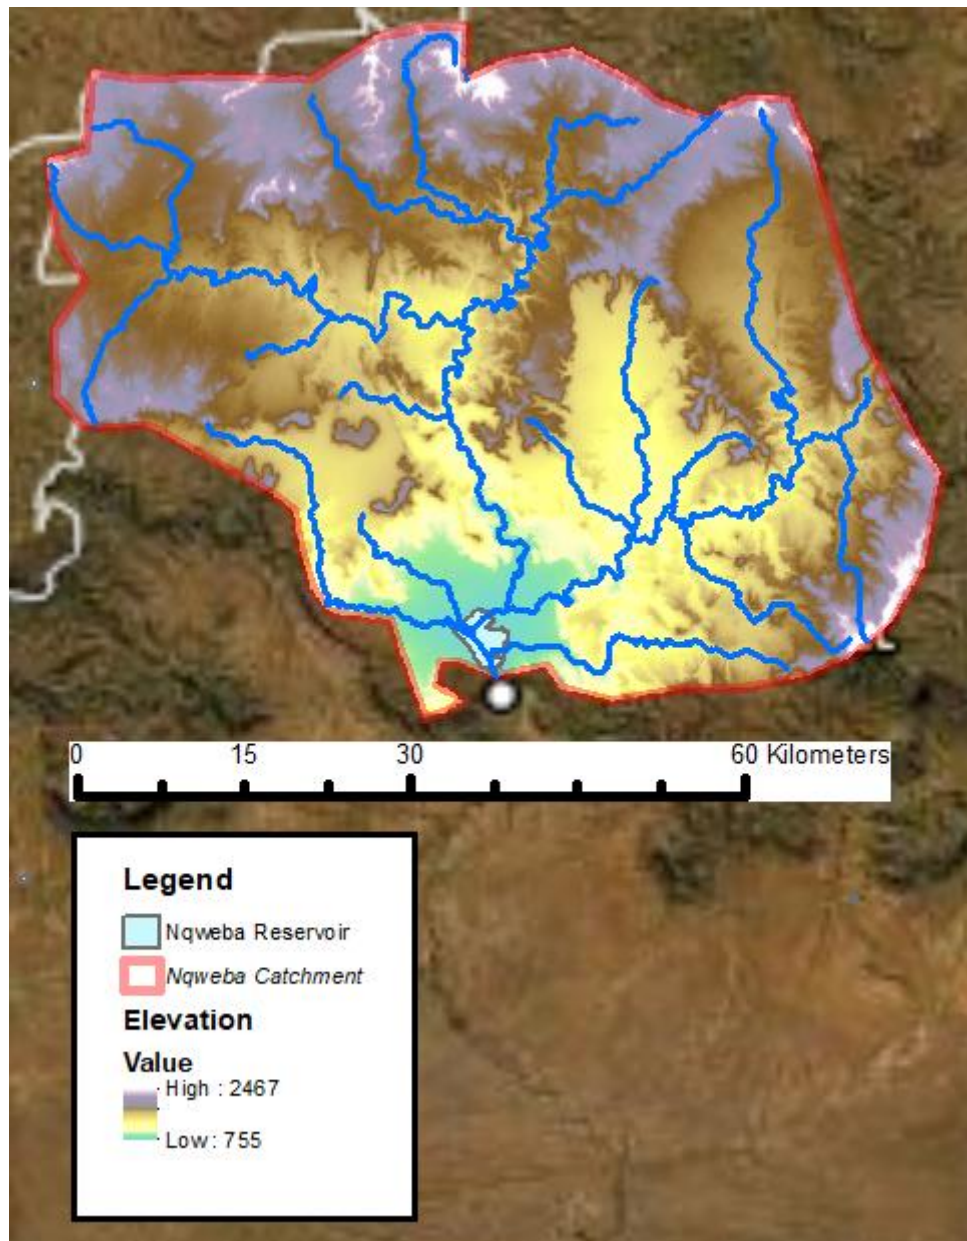 0 15 30 60 Kilometers
Legend
Nqweba Reservoir
Nqweba Catchment
Elevation
Value
High : 2467
Low : 755